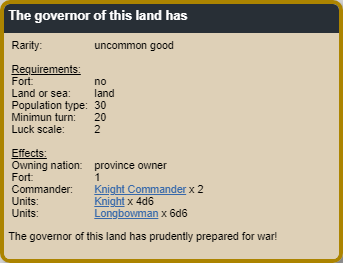 The governor of this land has
Rarity: uncommon good
Requirements:
Fort: no
Land or sea: land
Population type: 30
Minimun turn: 20
Luck scale: 2
Effects:
Owning nation: province owner
Fort: 1
Commander: Knight Commander x 2
Units: Knight x 4d6
Units: Longbowman x 6d6
The governor of this land has prudently prepared for war!